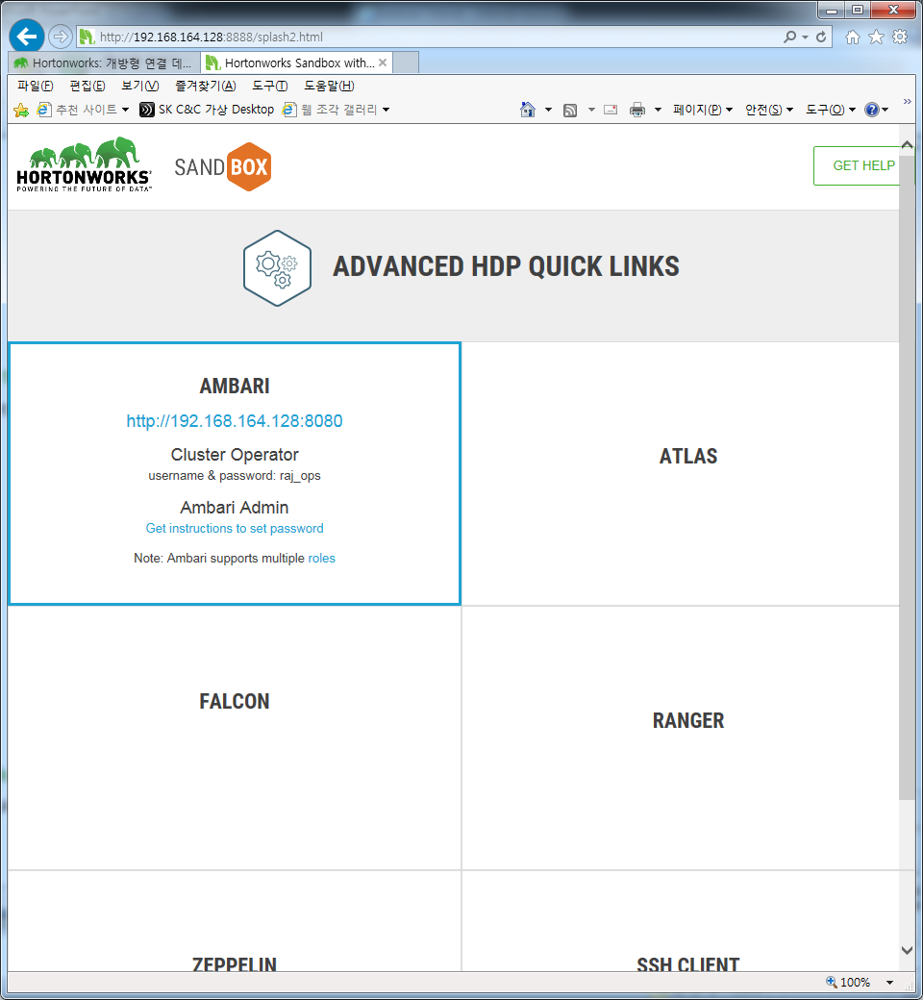 http://192.168.164.128:8888/splash2.html
Hortonworks: 개방형 연결 데...
Hortonworks Sandbox with...
파일(F) 편집(E) 보기(V) 즐겨찾기(A) 도구(T) 도움말(H)
추천 사이트 SK C&C 가상 Desktop 웹 조각 갤러리 페이지(P) 안전(S) 도구(O)
HORTONWORKS
POWERING THE FUTURE OF DATA
SANDBOX
GET HELP
ADVANCED HDP QUICK LINKS
AMBARI
http://192.168.164.128:8080
Cluster Operator
username & password: raj_ops
Ambari Admin
Get instructions to set password
Note: Ambari supports multiple roles
ATLAS
FALCON
RANGER
ZEPPELIN
SSH CLIENT
100%